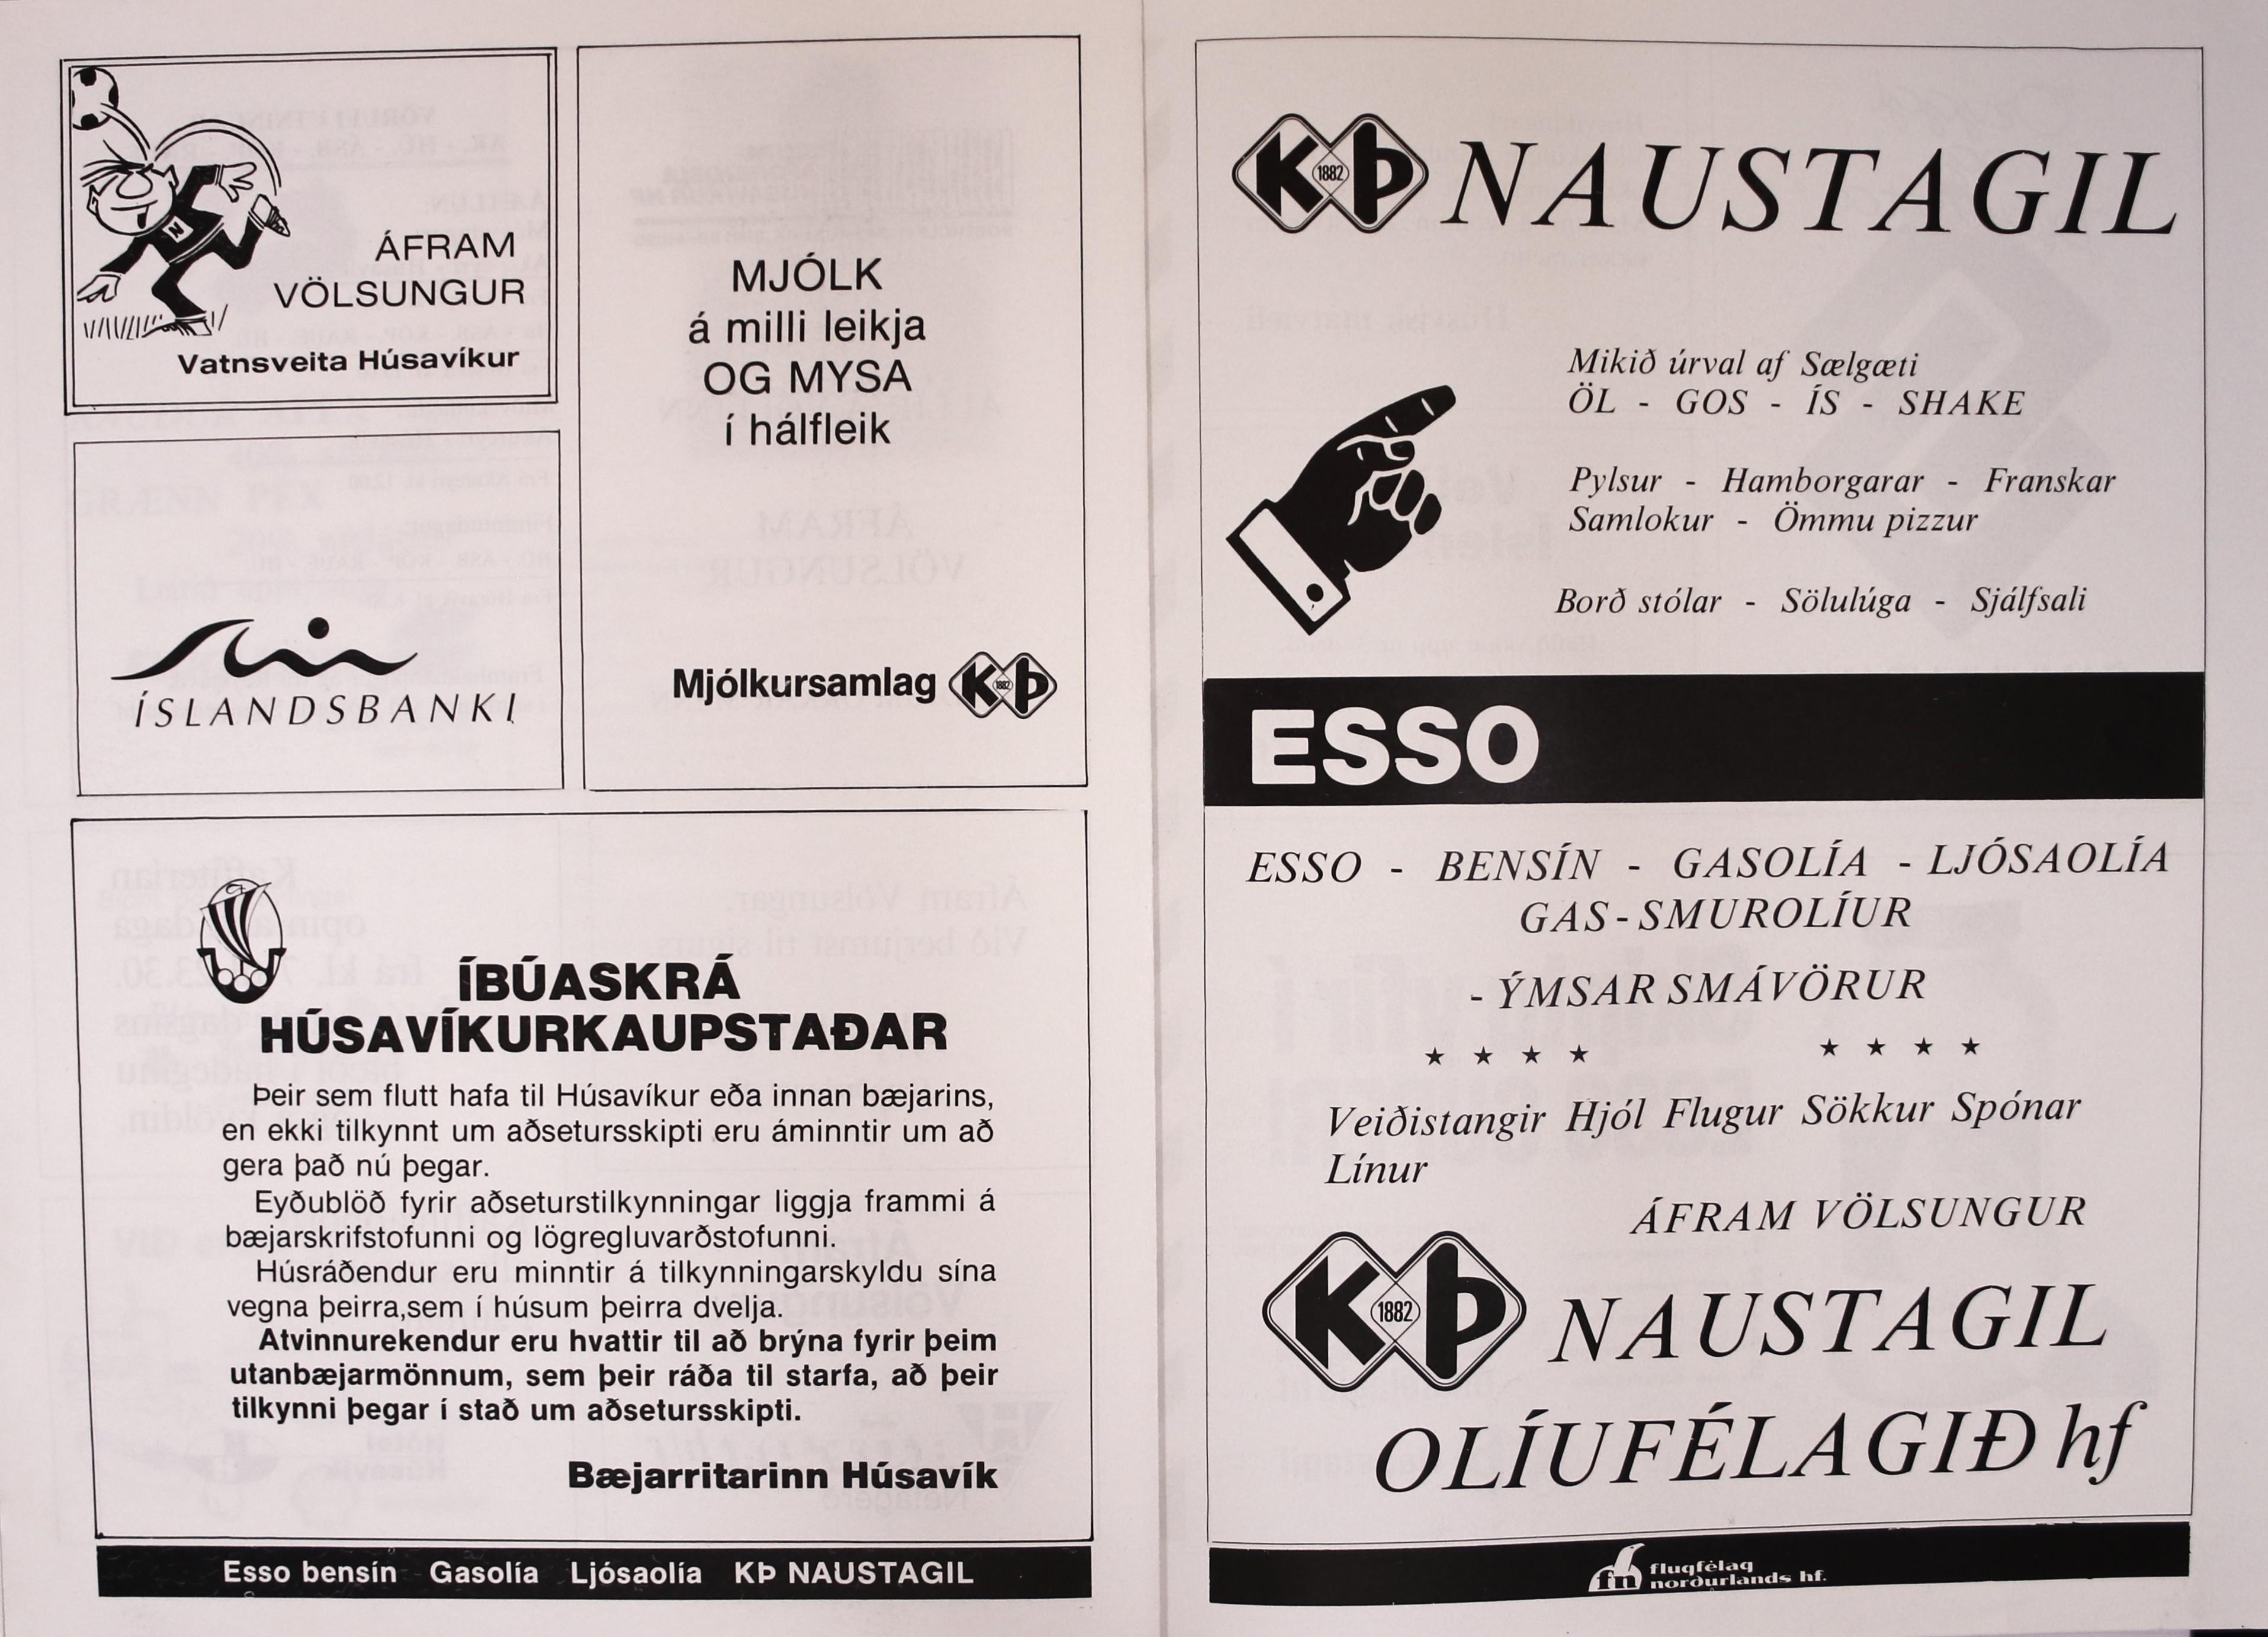 N
ÁFRAM
VÖLSUNGUR
Vatnsveita Húsavíkur
ÍSLANDSBANKI
MJÓLK
á milli leikja
OG MYSA
í hálfleik
Mjólkursamlag K 1882 Þ
ÍBÚASKRÁ
HÚSAVÍKURKAUPSTAÐAR
Þeir sem flutt hafa til Húsavíkur eða innan bæjarins,
en ekki tilkynnt um aðsetursskipti eru áminntir um að
gera það nú þegar.
Eyðublöð fyrir aðseturstilkynningar liggja frammi á
bæjarskrifstofunni og lögregluvarðstofunni.
Húsráðendur eru minntir á tilkynningarskyldu sína
vegna þeirra,sem í húsum þeirra dvelja.
Atvinnurekendur eru hvattir til að brýna fyrir þeim
utanbæjarmönnum, sem þeir ráða til starfa, að þeir
tilkynni þegar í stað um aðsetursskipti.
Bæjarritarinn Húsavík
Esso bensín Gasolía Ljósaolía KÞ NAUSTAGIL
K 1882 Þ NAUSTAGIL
Mikið úrval af Sælgæti
ÖL - GOS - ÍS - SHAKE
Pylsur - Hamborgarar - Franskar
Samlokur - Ömmu pizzur
Borð stólar - Sölulúga - Sjálfsali
ESSO
ESSO - BENSÍN - GASOLÍA - LJÓSAOLÍA
GAS-SMUROLÍUR
- ÝMSAR SMÁVÖRUR
★ ★ ★ ★ ★ ★ ★ ★
Veiðistangir Hjól Flugur Sökkur Spónar
Línur
ÁFRAM VÖLSUNGUR
K 1882 Þ NAUSTAGIL
OLÍUFÉLAGIÐ hf
fn flugfélag
norðurlands hf.